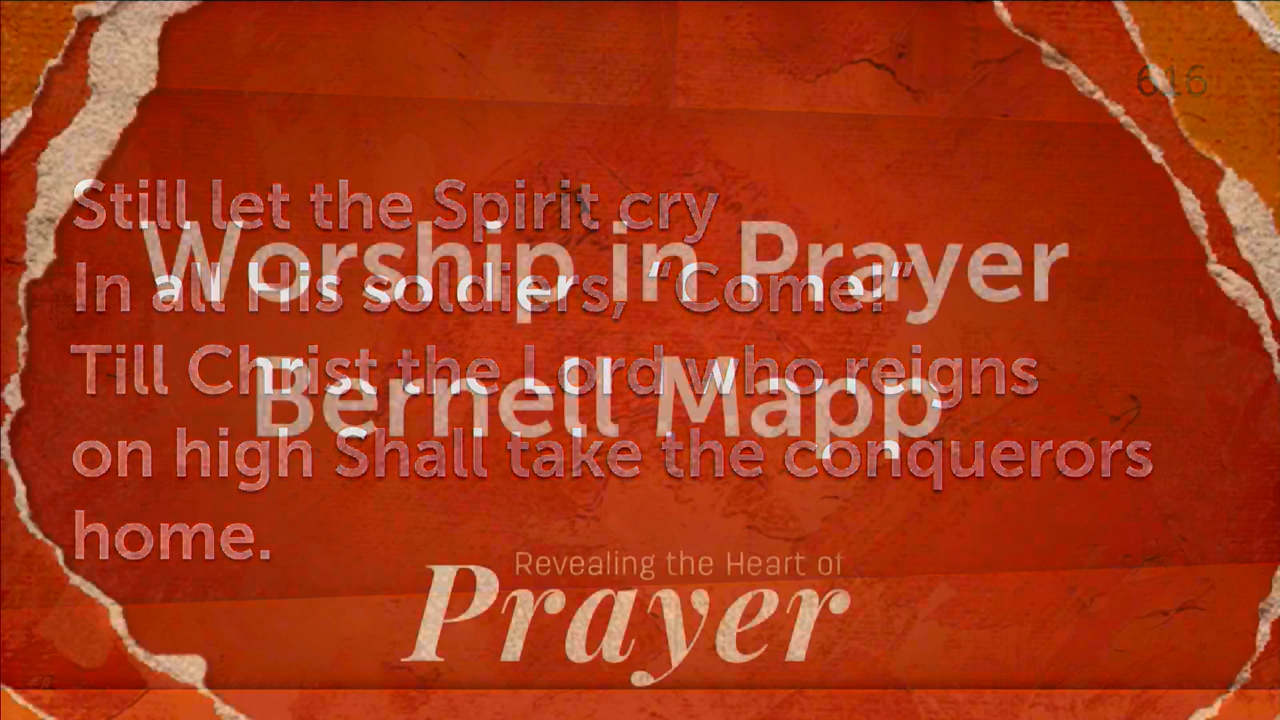 616
Still let the Spirit cry
In all His soldiers, “Come!”
Till Christ the Lord who reigns
on high Shall take the conquerors
home.
Worship in Prayer
Bernell Mapp
Revealing the Heart of
Prayer